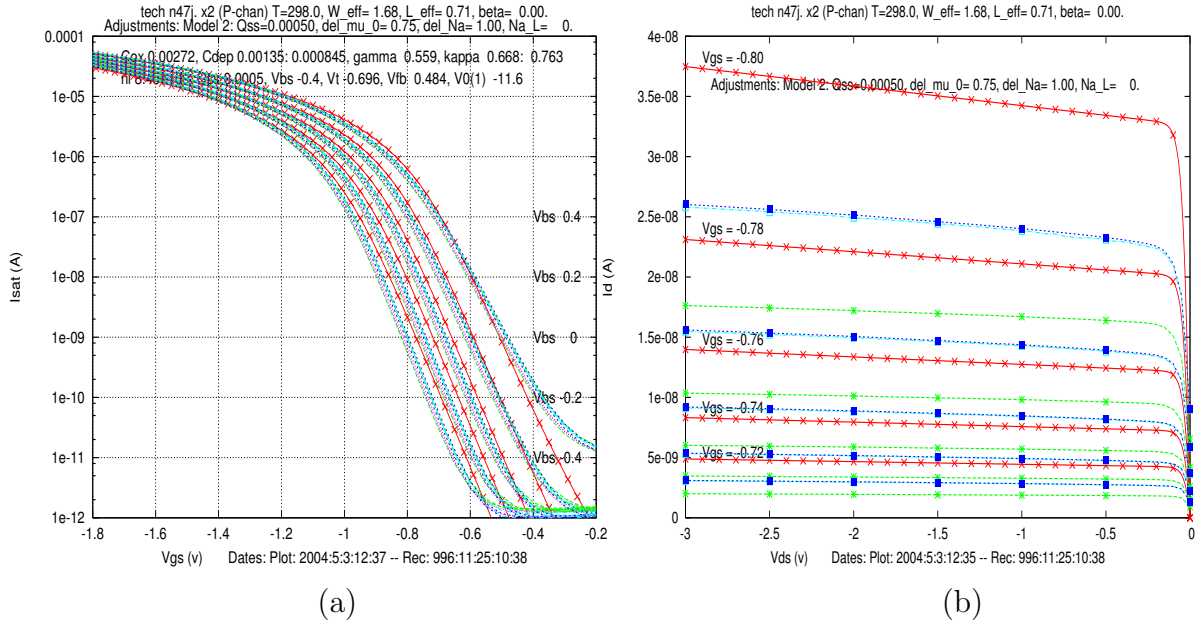 tech n47j. x2 (P-chan) T=298.0, W_eff= 1.68, L_eff= 0.71, beta= 0.00.
Adjustments: Model 2: Qss=0.00050, del_mu_0= 0.75, del_Na= 1.00, Na_L= 0.
Cox 0.00272, Cdep 0.00135: 0.000845, gamma 0.559, kappa 0.668: 0.763
0.0005, Vbs -0.4, Vt -0.696, Vfb 0.484, V0(1) -11.6
0.0001
1e-05
1e-06
1e-07
1e-08
1e-09
1e-10
1e-11
1e-12
Isat (A)
Vbs 0.4
Vbs 0.2
Vbs 0
Vbs -0.2
Vbs -0.4
-1.8 -1.6 -1.4 -1.2 -1 -0.8 -0.6 -0.4 -0.2
Vgs (v) Dates: Plot: 2004:5:3:12:37 -- Rec: 996:11:25:10:38
(a)
tech n47j. x2 (P-chan) T=298.0, W_eff= 1.68, L_eff= 0.71, beta= 0.00.
Adjustments: Model 2: Qss=0.00050, del_mu_0= 0.75, del_Na= 1.00, Na_L= 0.
4e-08
3.5e-08
3e-08
2.5e-08
2e-08
1.5e-08
1e-08
5e-09
0
Id (A)
Vgs = -0.80
Vgs = -0.78
Vgs = -0.76
Vgs = -0.74
Vgs = -0.72
-3 -2.5 -2 -1.5 -1 -0.5 0
Vds (v) Dates: Plot: 2004:5:3:12:35 -- Rec: 996:11:25:10:38
(b)